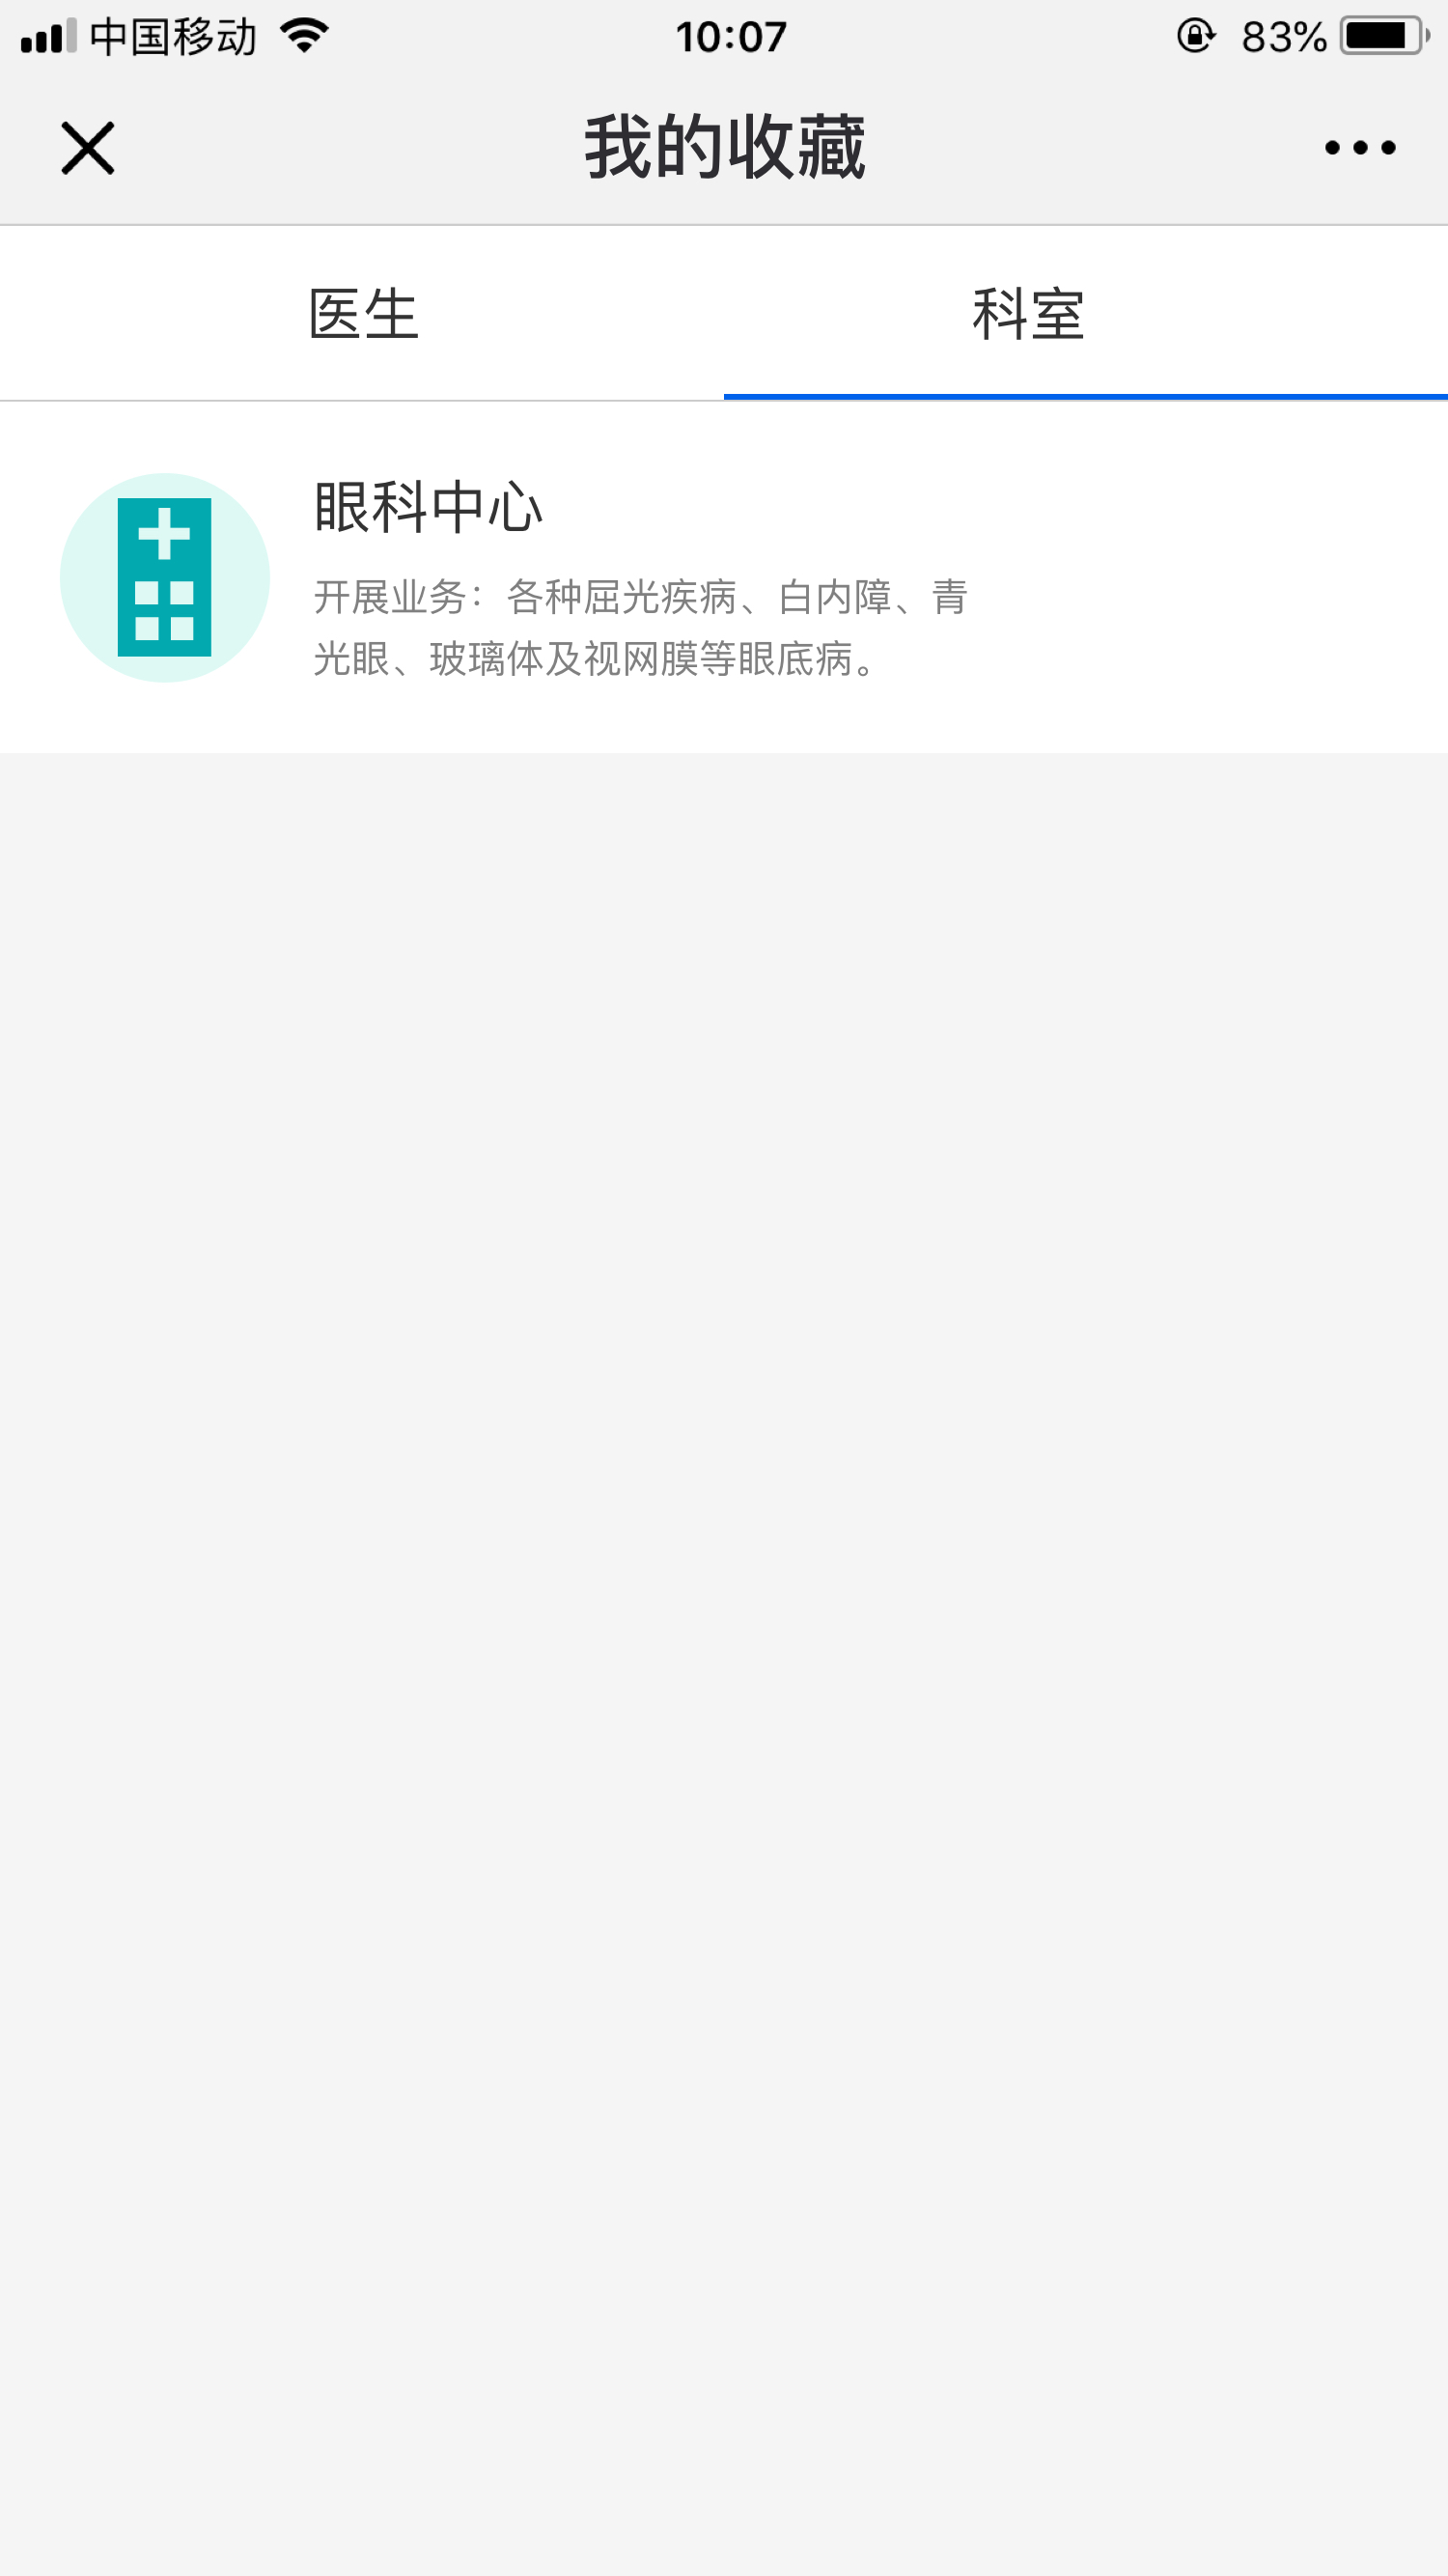 中国移动
10:07
83%
我的收藏
医生
科室
眼科中心
开展业务：各种屈光疾病、白内障、青
光眼、玻璃体及视网膜等眼底病。